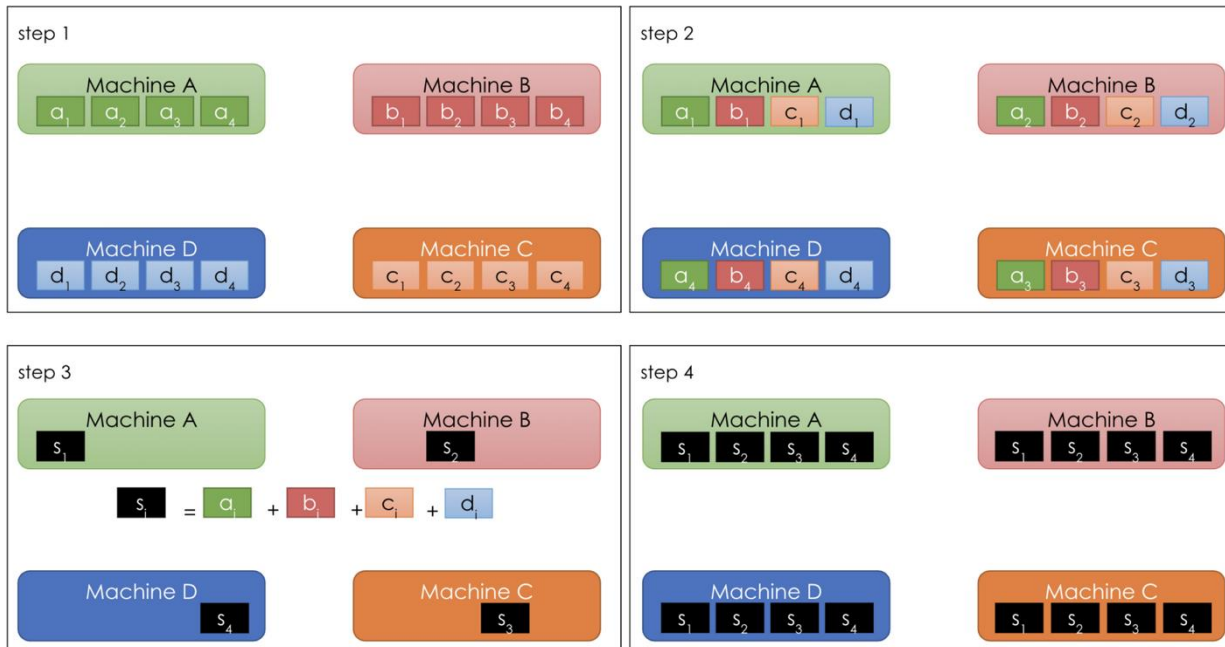 step 1
Machine A
a₁ a₂ a₃ a₄
Machine B
b₁ b₂ b₃ b₄
Machine D
d₁ d₂ d₃ d₄
Machine C
c₁ c₂ c₃ c₄
step 2
Machine A
a₁ b₁ c₁ d₁
Machine B
a₂ b₂ c₂ d₂
Machine D
a₄ b₄ c₄ d₄
Machine C
a₃ b₃ c₃ d₃
step 3
Machine A
s₁
Machine B
s₂
sᵢ = aᵢ + bᵢ + cᵢ + dᵢ
Machine D
s₄
Machine C
s₃
step 4
Machine A
s₁ s₂ s₃ s₄
Machine B
s₁ s₂ s₃ s₄
Machine D
s₁ s₂ s₃ s₄
Machine C
s₁ s₂ s₃ s₄